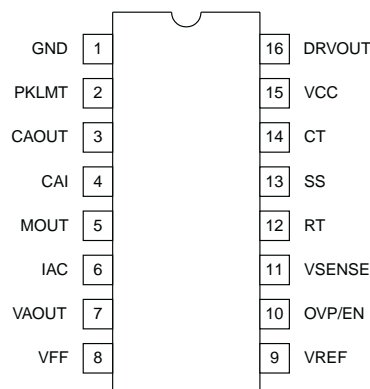 GND 1 16 DRVOUT
PKLMT 2 15 VCC
CAOUT 3 14 CT
CAI 4 13 SS
MOUT 5 12 RT
IAC 6 11 VSENSE
VAOUT 7 10 OVP/EN
VFF 8 9 VREF